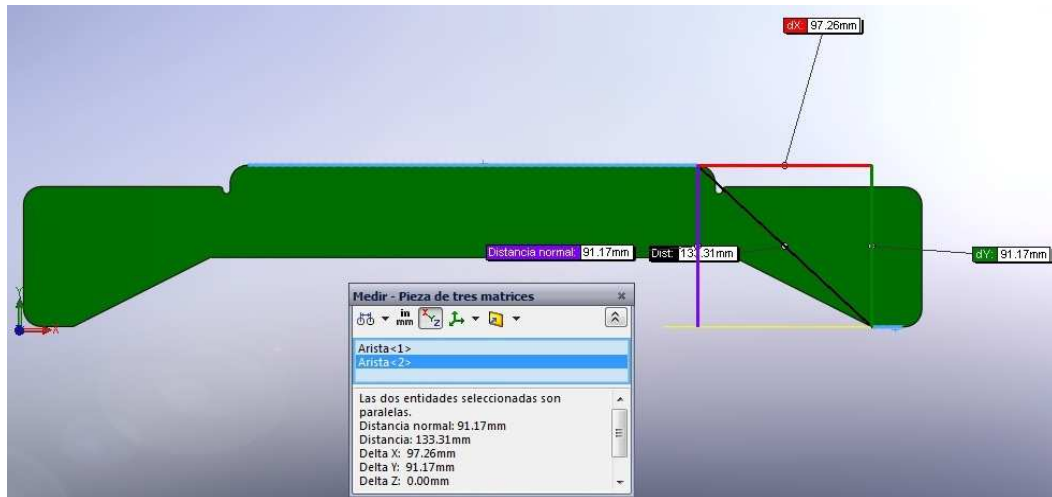 dX: 97.26mm
Distancia normal: 91.17mm
Dist: 133.31mm
dY: 91.17mm
Y
X
Medir - Pieza de tres matrices
in
mm
XYZ
Arista<1>
Arista<2>
Las dos entidades seleccionadas son
paralelas.
Distancia normal: 91.17mm
Distancia: 133.31mm
Delta X: 97.26mm
Delta Y: 91.17mm
Delta Z: 0.00mm